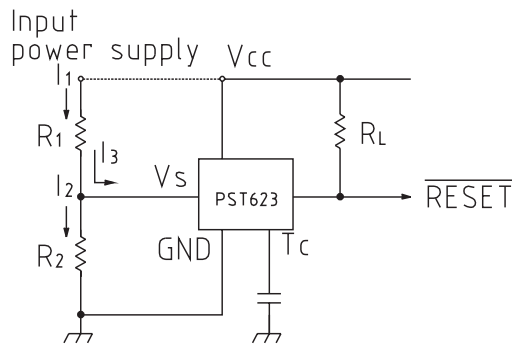 Input
power supply
Vcc
I1
R1
I3
RL
I2
Vs
PST623
RESET
R2
GND
Tc